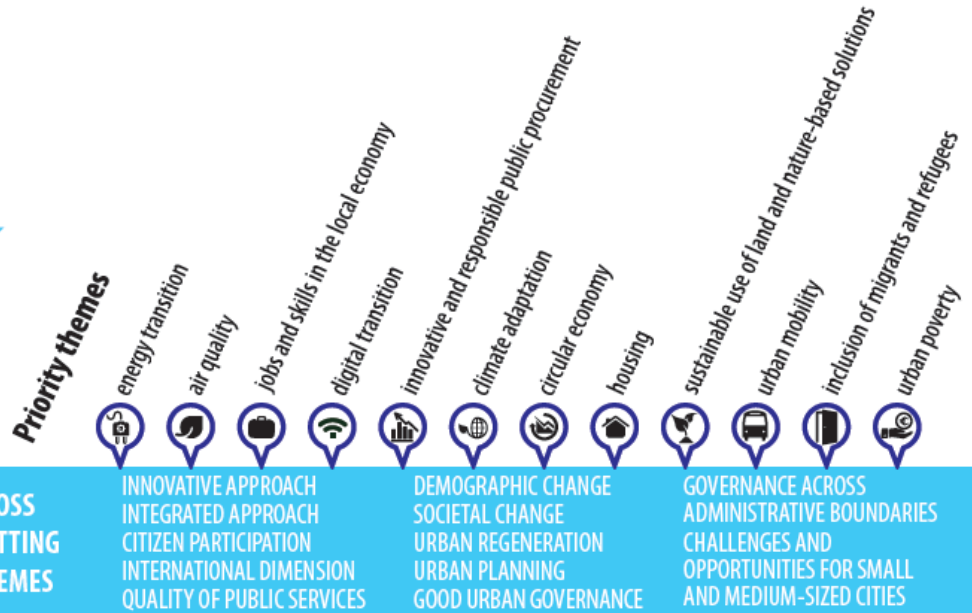 Priority themes
energy transition
air quality
jobs and skills in the local economy
digital transition
innovative and responsible public procurement
climate adaptation
circular economy
housing
sustainable use of land and nature-based solutions
urban mobility
inclusion of migrants and refugees
urban poverty
OSS
TTING
EMES
INNOVATIVE APPROACH
INTEGRATED APPROACH
CITIZEN PARTICIPATION
INTERNATIONAL DIMENSION
QUALITY OF PUBLIC SERVICES
DEMOGRAPHIC CHANGE
SOCIETAL CHANGE
URBAN REGENERATION
URBAN PLANNING
GOOD URBAN GOVERNANCE
GOVERNANCE ACROSS
ADMINISTRATIVE BOUNDARIES
CHALLENGES AND
OPPORTUNITIES FOR SMALL
AND MEDIUM-SIZED CITIES